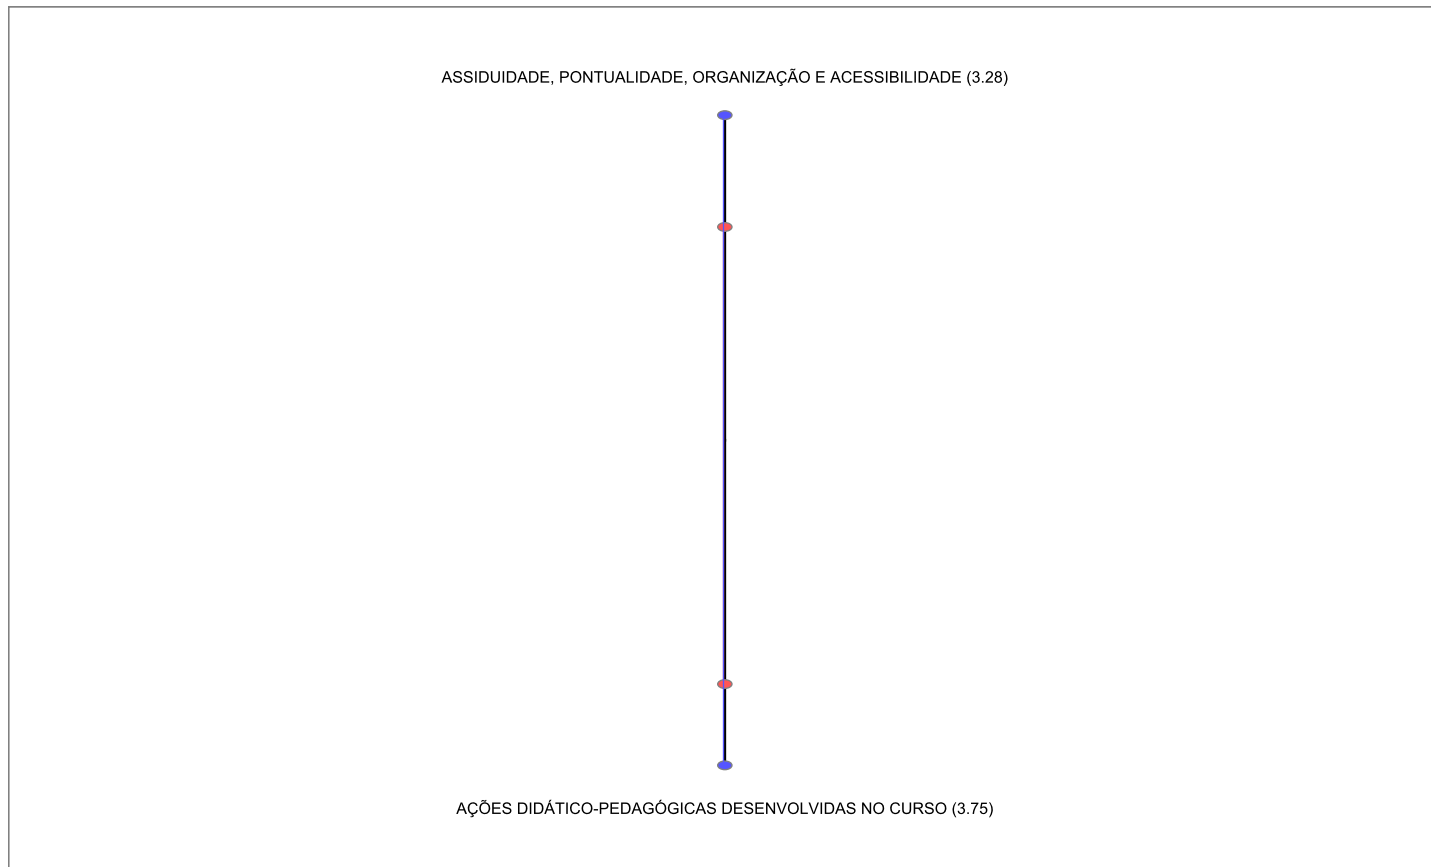 ASSIDUIDADE, PONTUALIDADE, ORGANIZAÇÃO E ACESSIBILIDADE (3.28)
AÇÕES DIDÁTICO-PEDAGÓGICAS DESENVOLVIDAS NO CURSO (3.75)